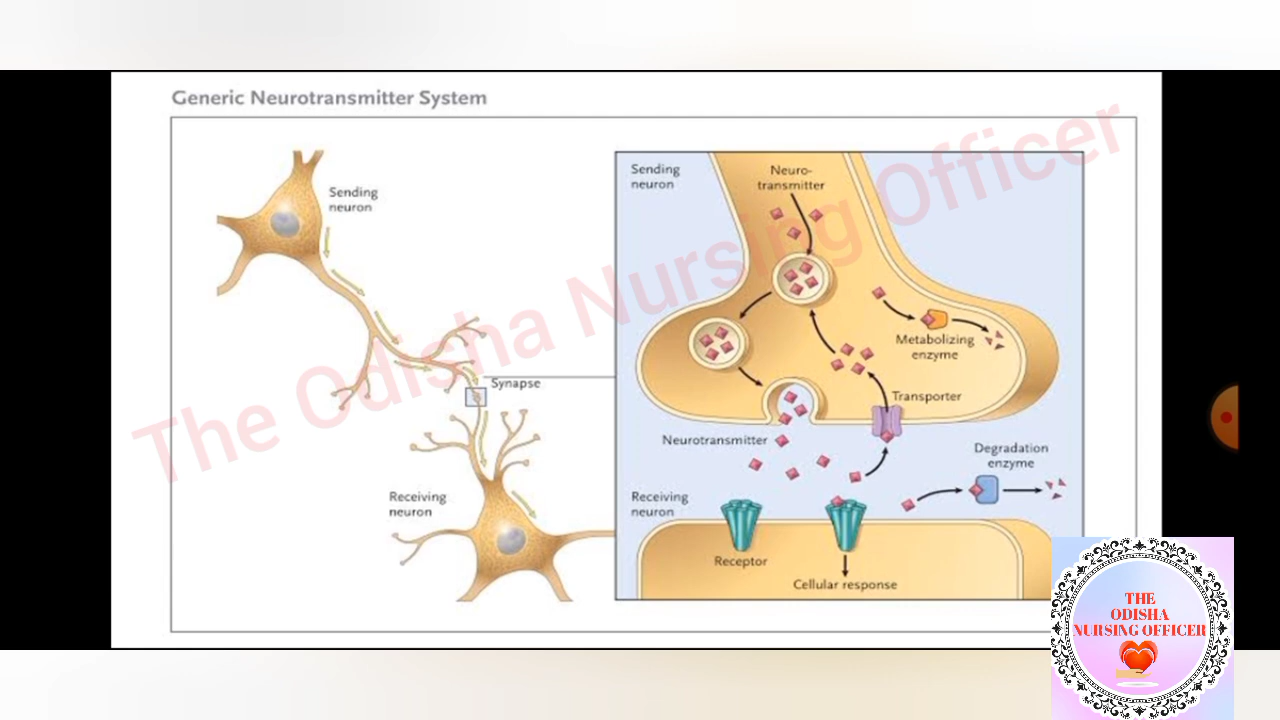 Generic Neurotransmitter System
Sending
neuron
Synapse
Receiving
neuron
Sending
neuron
Neuro-
transmitter
Metabolizing
enzyme
Transporter
Neurotransmitter
Degradation
enzyme
Receiving
neuron
Receptor
Cellular response
The Odisha Nursing Officer
THE
ODISHA
NURSING OFFICER